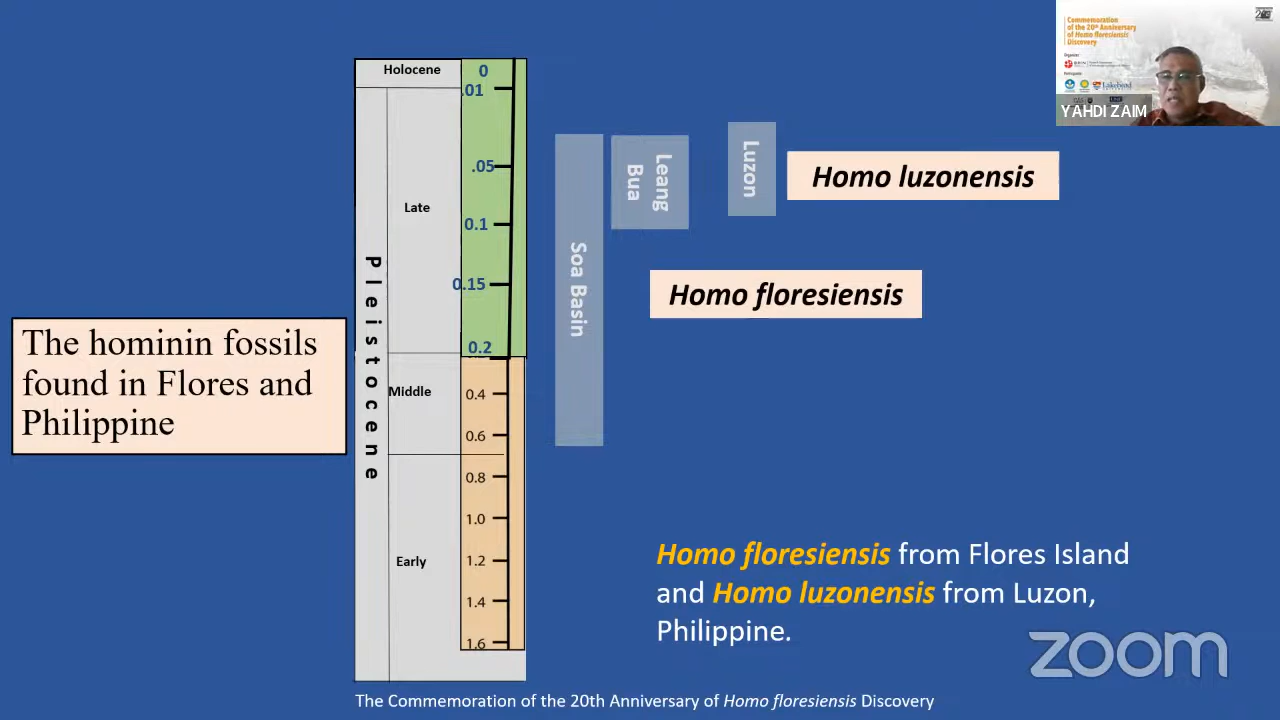 Commemoration
of the 20th Anniversary
of Homo floresiensis
Discovery
YAHDI ZAIM
Holocene
0
.01
Late
.05
0.1
0.15
0.2
Pleistocene
Middle
0.4
0.6
0.8
1.0
Early
1.2
1.4
1.6
Soa Basin
Leang
Bua
Luzon
Homo luzonensis
Homo floresiensis
The hominin fossils
found in Flores and
Philippine
Homo floresiensis from Flores Island
and Homo luzonensis from Luzon,
Philippine.
zoom
The Commemoration of the 20th Anniversary of Homo floresiensis Discovery